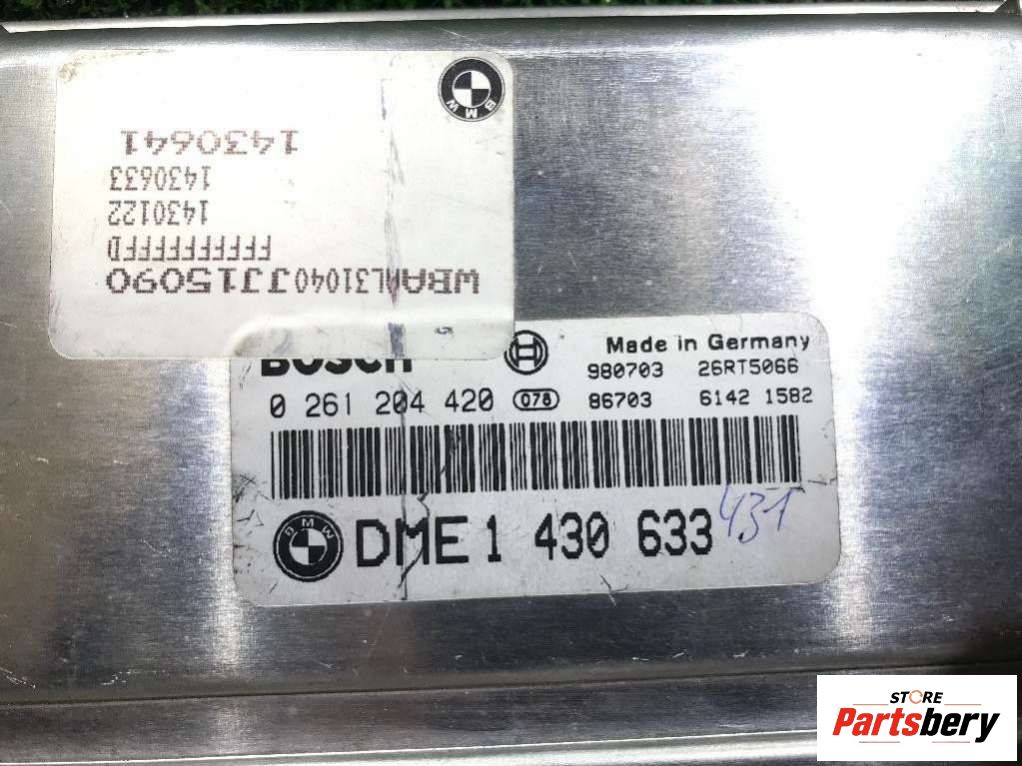 BMW
1430641
1430633
1430122
FFFFFFFFFD
WBAAL31040JJ15090
BOSCH
Made in Germany
980703 26RT5066
0 261 204 420 078 86703 6142 1582
431
BMW
DME 1 430 633
STORE
Partsbery